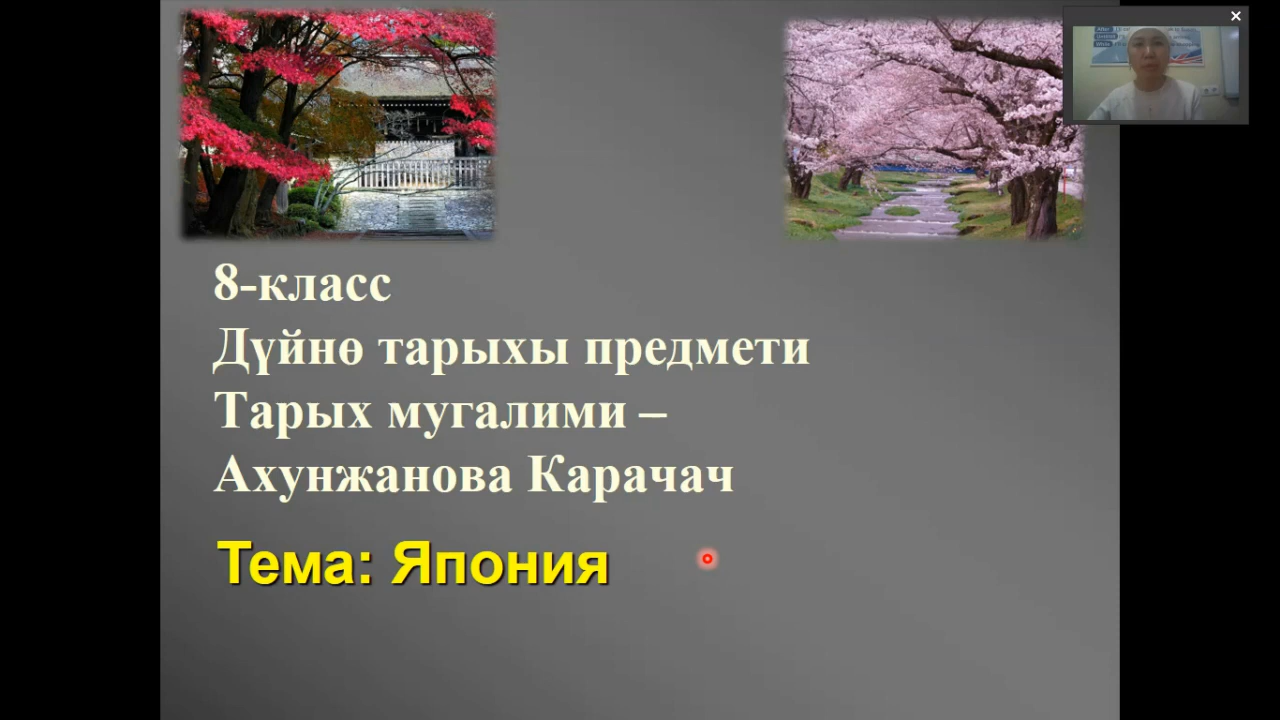 8-класс
Дүйнө тарыхы предмети
Тарых мугалими –
Ахунжанова Карачач
Тема: Япония